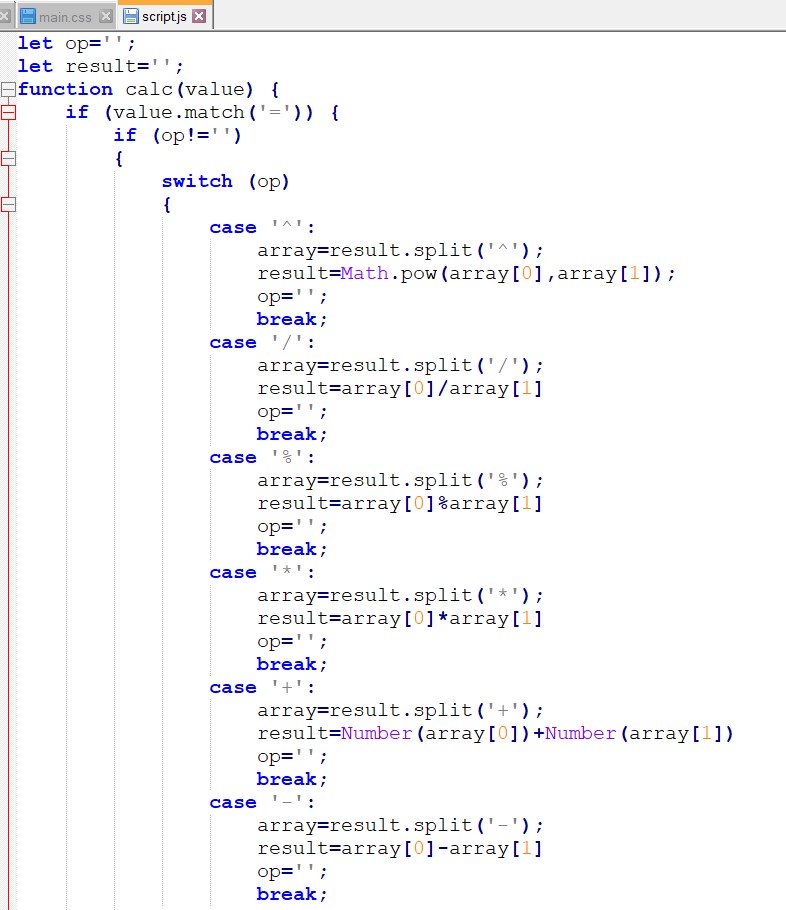 main.css script.js
let op='';
let result='';
function calc(value) {
    if (value.match('=')) {
        if (op!='')
        {
            switch (op)
            {
                case '^':
                    array=result.split('^');
                    result=Math.pow(array[0],array[1]);
                    op='';
                    break;
                case '/':
                    array=result.split('/');
                    result=array[0]/array[1]
                    op='';
                    break;
                case '%':
                    array=result.split('%');
                    result=array[0]%array[1]
                    op='';
                    break;
                case '*':
                    array=result.split('*');
                    result=array[0]*array[1]
                    op='';
                    break;
                case '+':
                    array=result.split('+');
                    result=Number(array[0])+Number(array[1])
                    op='';
                    break;
                case '-':
                    array=result.split('-');
                    result=array[0]-array[1]
                    op='';
                    break;